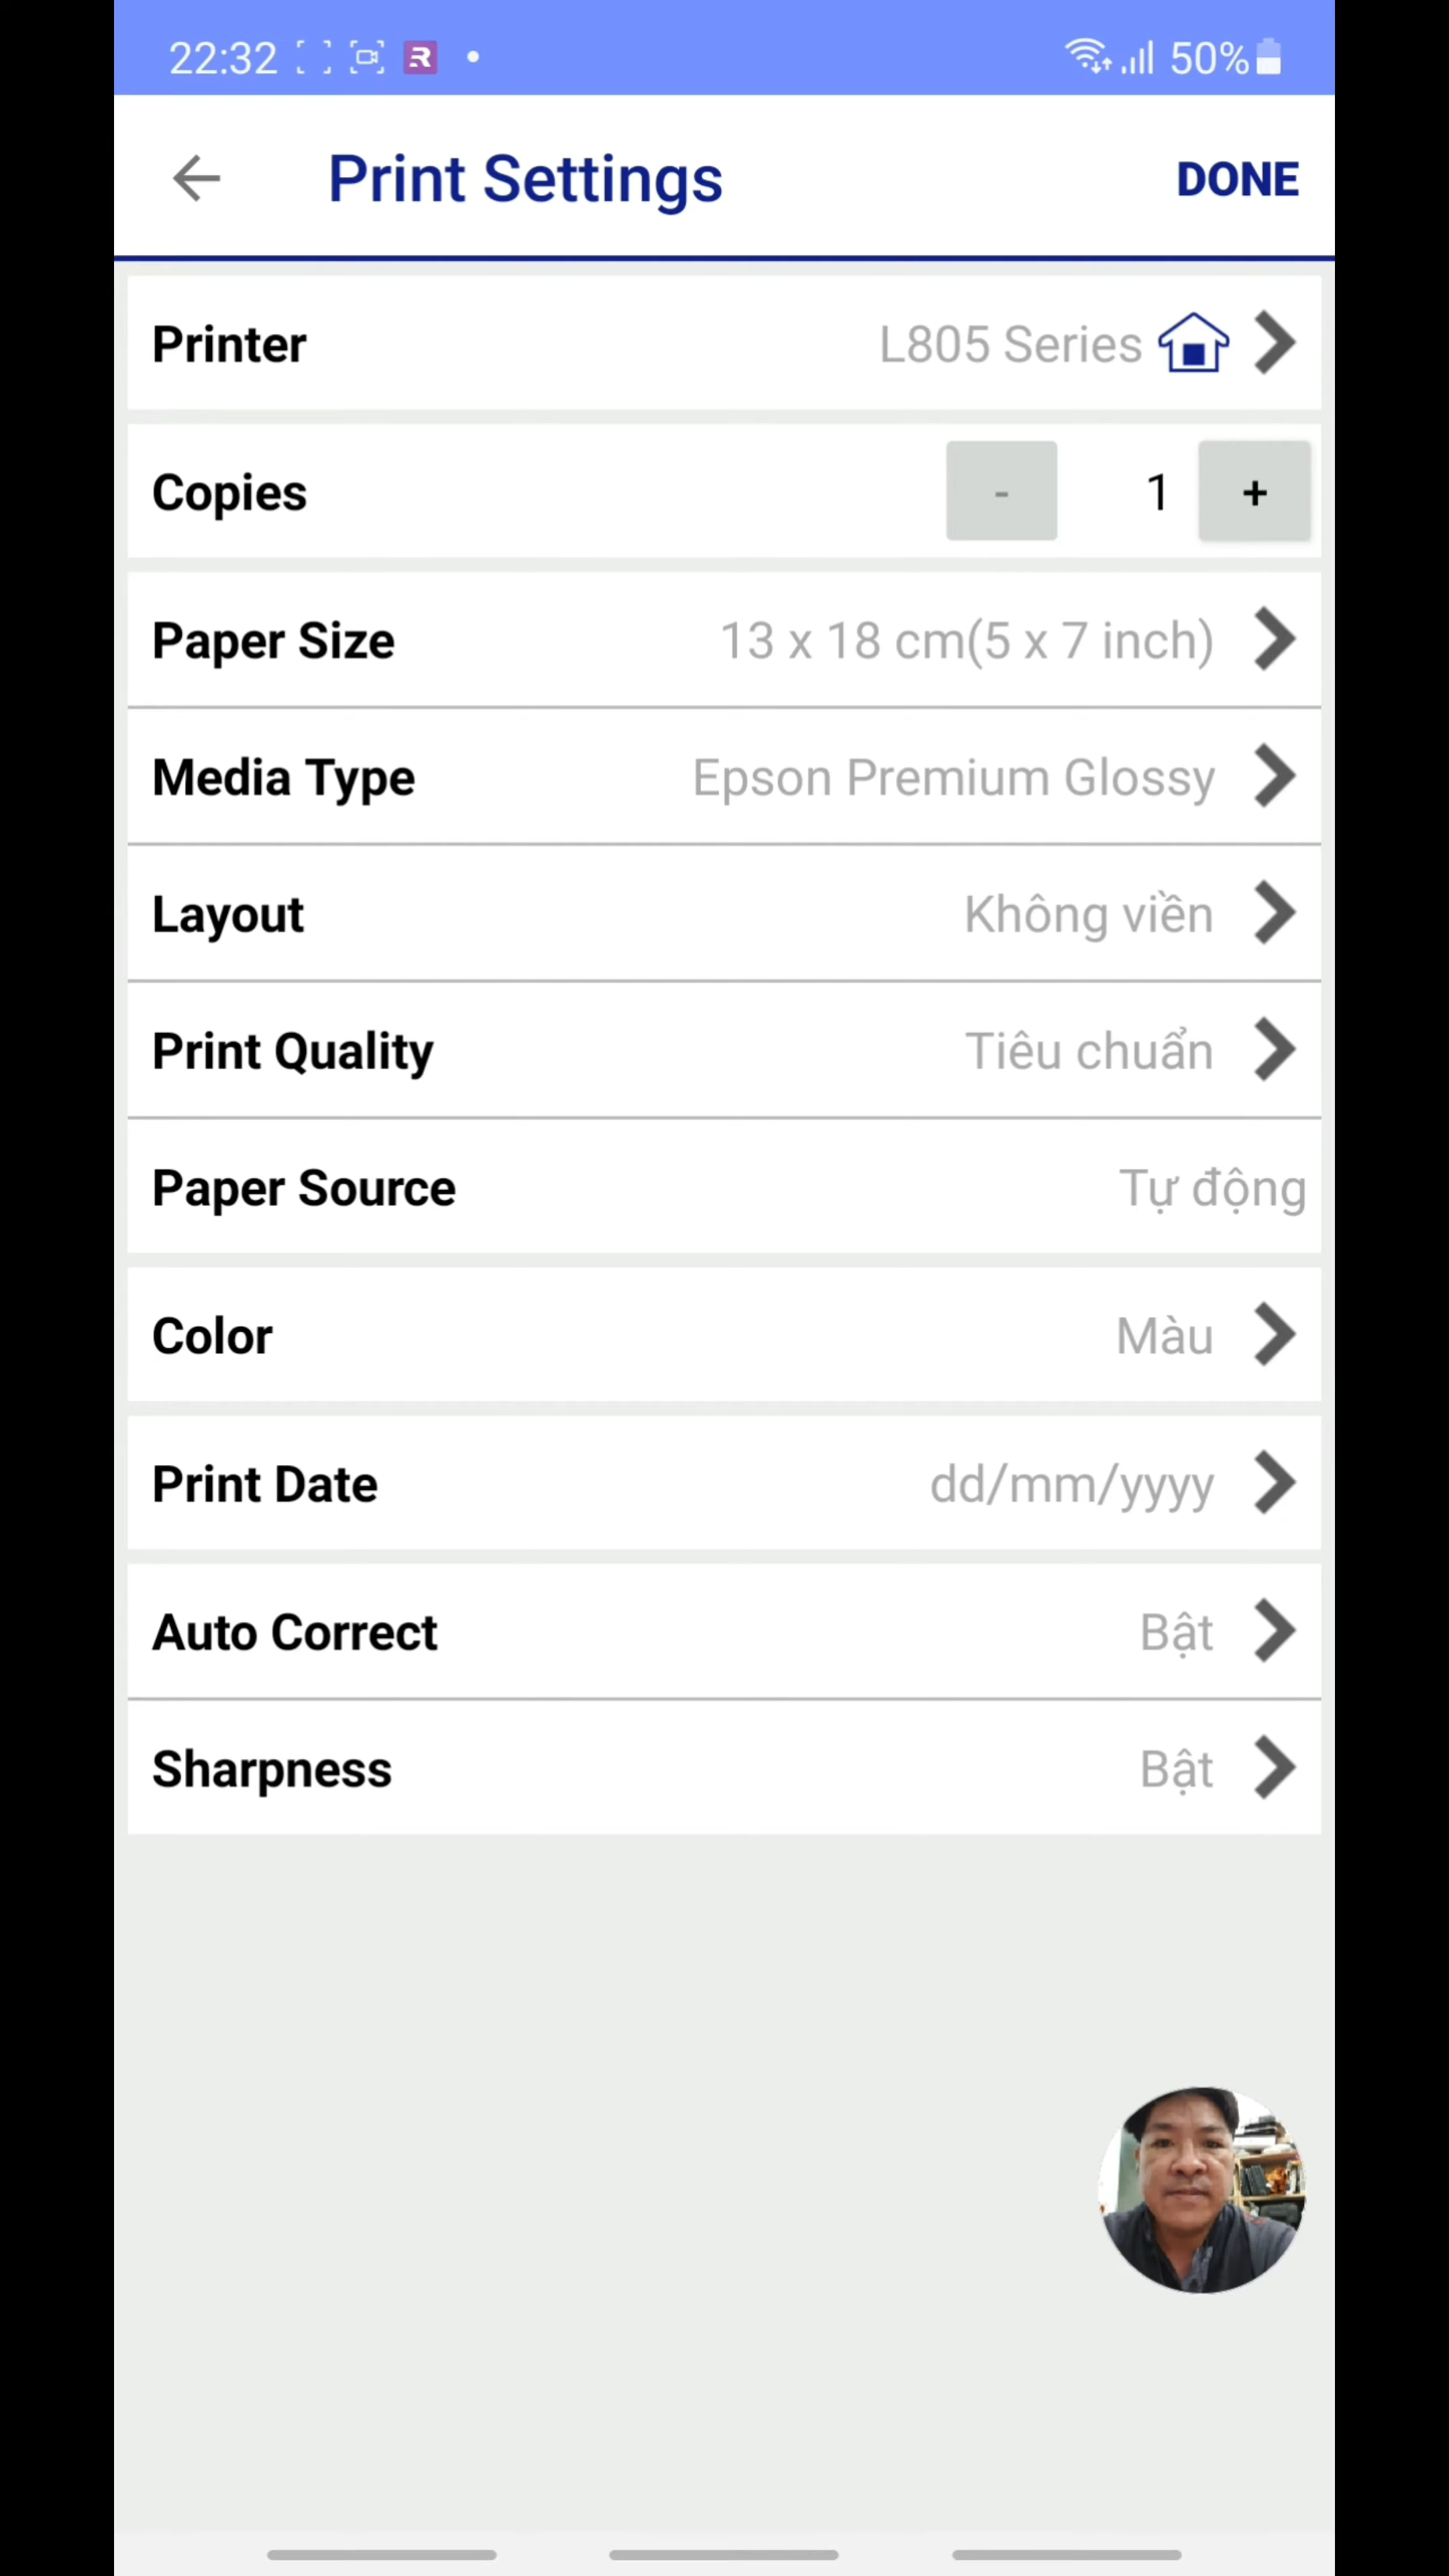 22:32 R 50%
Print Settings DONE
Printer L805 Series
Copies - 1 +
Paper Size 13 x 18 cm(5 x 7 inch)
Media Type Epson Premium Glossy
Layout Không viền
Print Quality Tiêu chuẩn
Paper Source Tự động
Color Màu
Print Date dd/mm/yyyy
Auto Correct Bật
Sharpness Bật